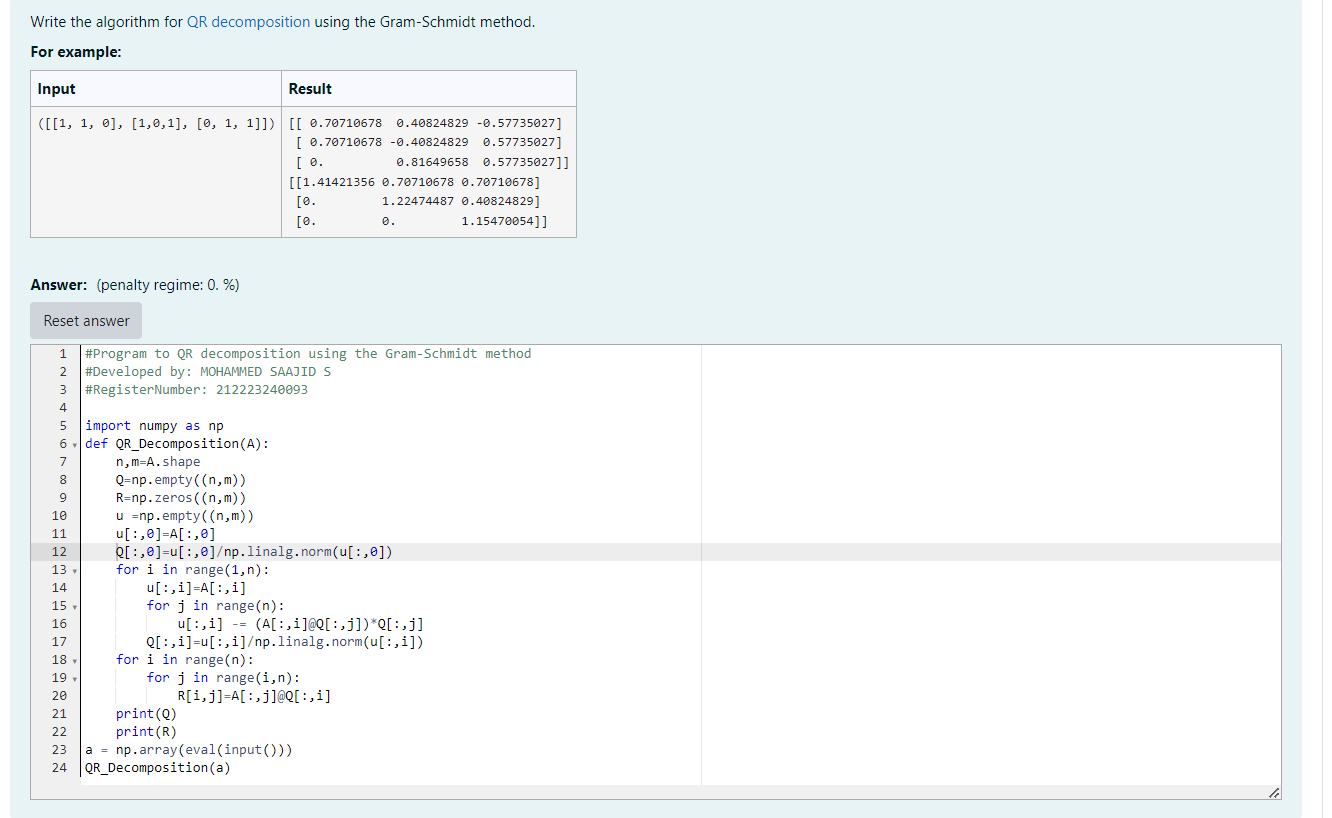 Write the algorithm for QR decomposition using the Gram-Schmidt method.
For example:
Input Result
([[1, 1, 0], [1,0,1], [0, 1, 1]]) [[ 0.70710678  0.40824829 -0.57735027]
 [ 0.70710678 -0.40824829  0.57735027]
 [ 0.          0.81649658  0.57735027]]
[[1.41421356 0.70710678 0.70710678]
 [0.         1.22474487 0.40824829]
 [0.         0.         1.15470054]]
Answer: (penalty regime: 0. %)
Reset answer
1 #Program to QR decomposition using the Gram-Schmidt method
2 #Developed by: MOHAMMED SAAJID S
3 #RegisterNumber: 212223240093
4
5 import numpy as np
6 def QR_Decomposition(A):
7     n,m=A.shape
8     Q=np.empty((n,m))
9     R=np.zeros((n,m))
10     u =np.empty((n,m))
11     u[:,0]=A[:,0]
12     Q[:,0]=u[:,0]/np.linalg.norm(u[:,0])
13     for i in range(1,n):
14         u[:,i]=A[:,i]
15         for j in range(n):
16             u[:,i] -= (A[:,i]@Q[:,j])*Q[:,j]
17         Q[:,i]=u[:,i]/np.linalg.norm(u[:,i])
18     for i in range(n):
19         for j in range(i,n):
20             R[i,j]=A[:,j]@Q[:,i]
21     print(Q)
22     print(R)
23 a = np.array(eval(input()))
24 QR_Decomposition(a)